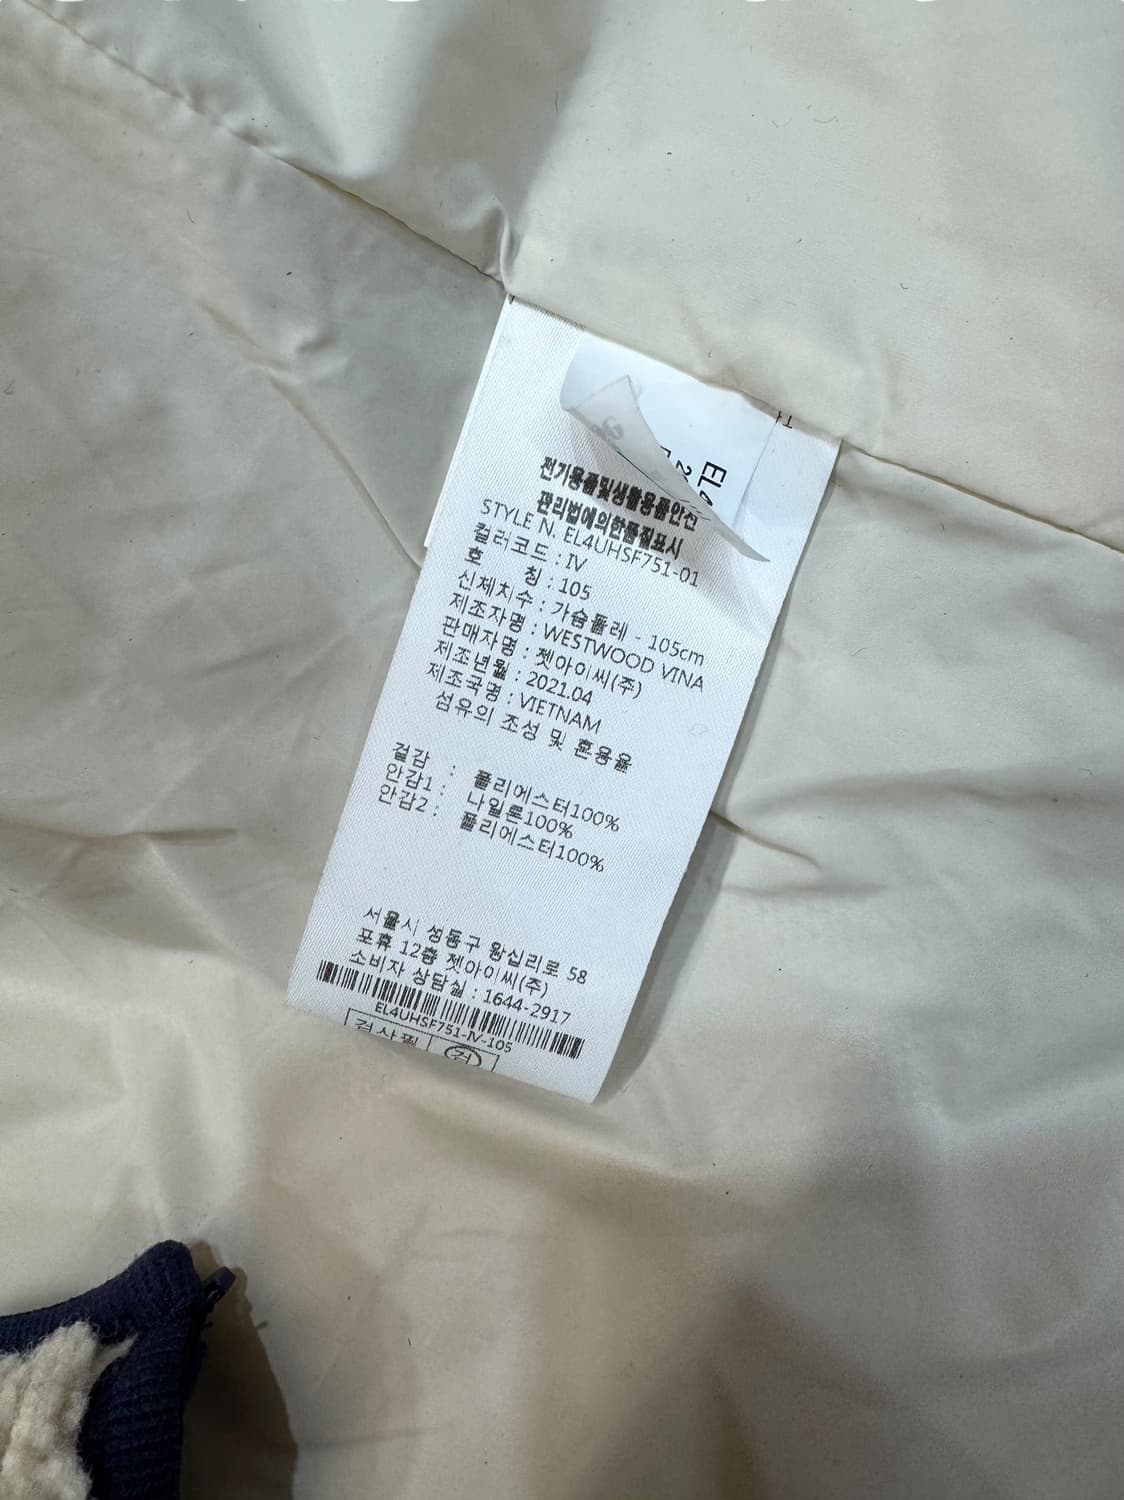 전기용품및생활용품안전
관리법에의한품질표시
STYLE N. EL4UHSF751-01
컬러코드 : IV
호 칭 : 105
신체치수 : 가슴둘레 - 105cm
제조자명 : WESTWOOD VINA
판매자명 : 젯아이씨(주)
제조년월 : 2021.04
제조국명 : VIETNAM
섬유의 조성 및 혼용율
겉감 : 폴리에스터100%
안감1 : 나일론100%
안감2 : 폴리에스터100%
서울시 성동구 왕십리로 58
포휴 12층 젯아이씨(주)
소비자 상담실 : 1644-2917
EL4UHSF751-IV-105
검사필 검
EL4